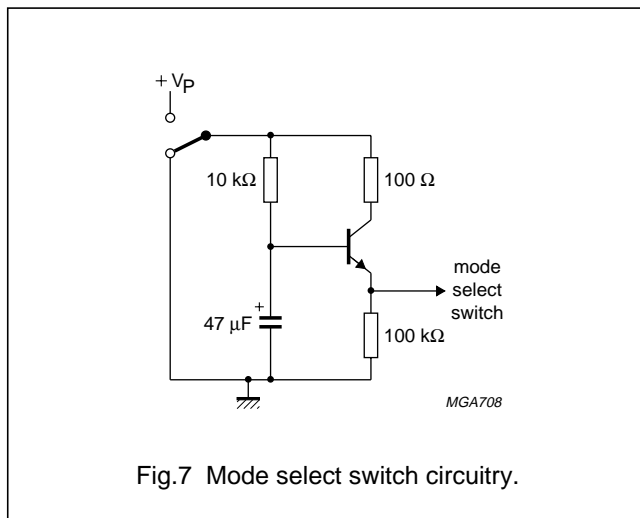 + VP
10 kΩ
100 Ω
mode
select
switch
+
47 μF
100 kΩ
MGA708
Fig.7 Mode select switch circuitry.